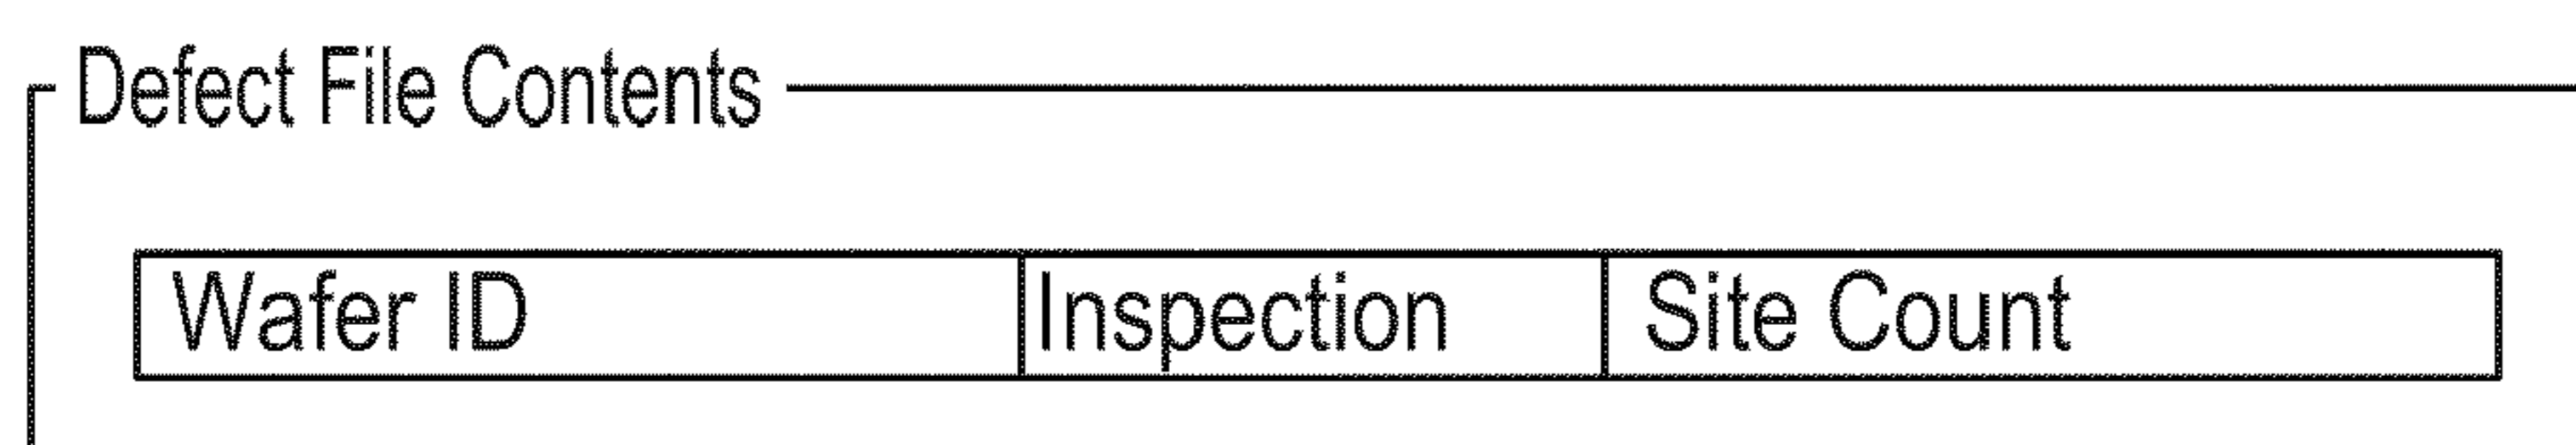 Defect File Contents
Wafer ID Inspection Site Count